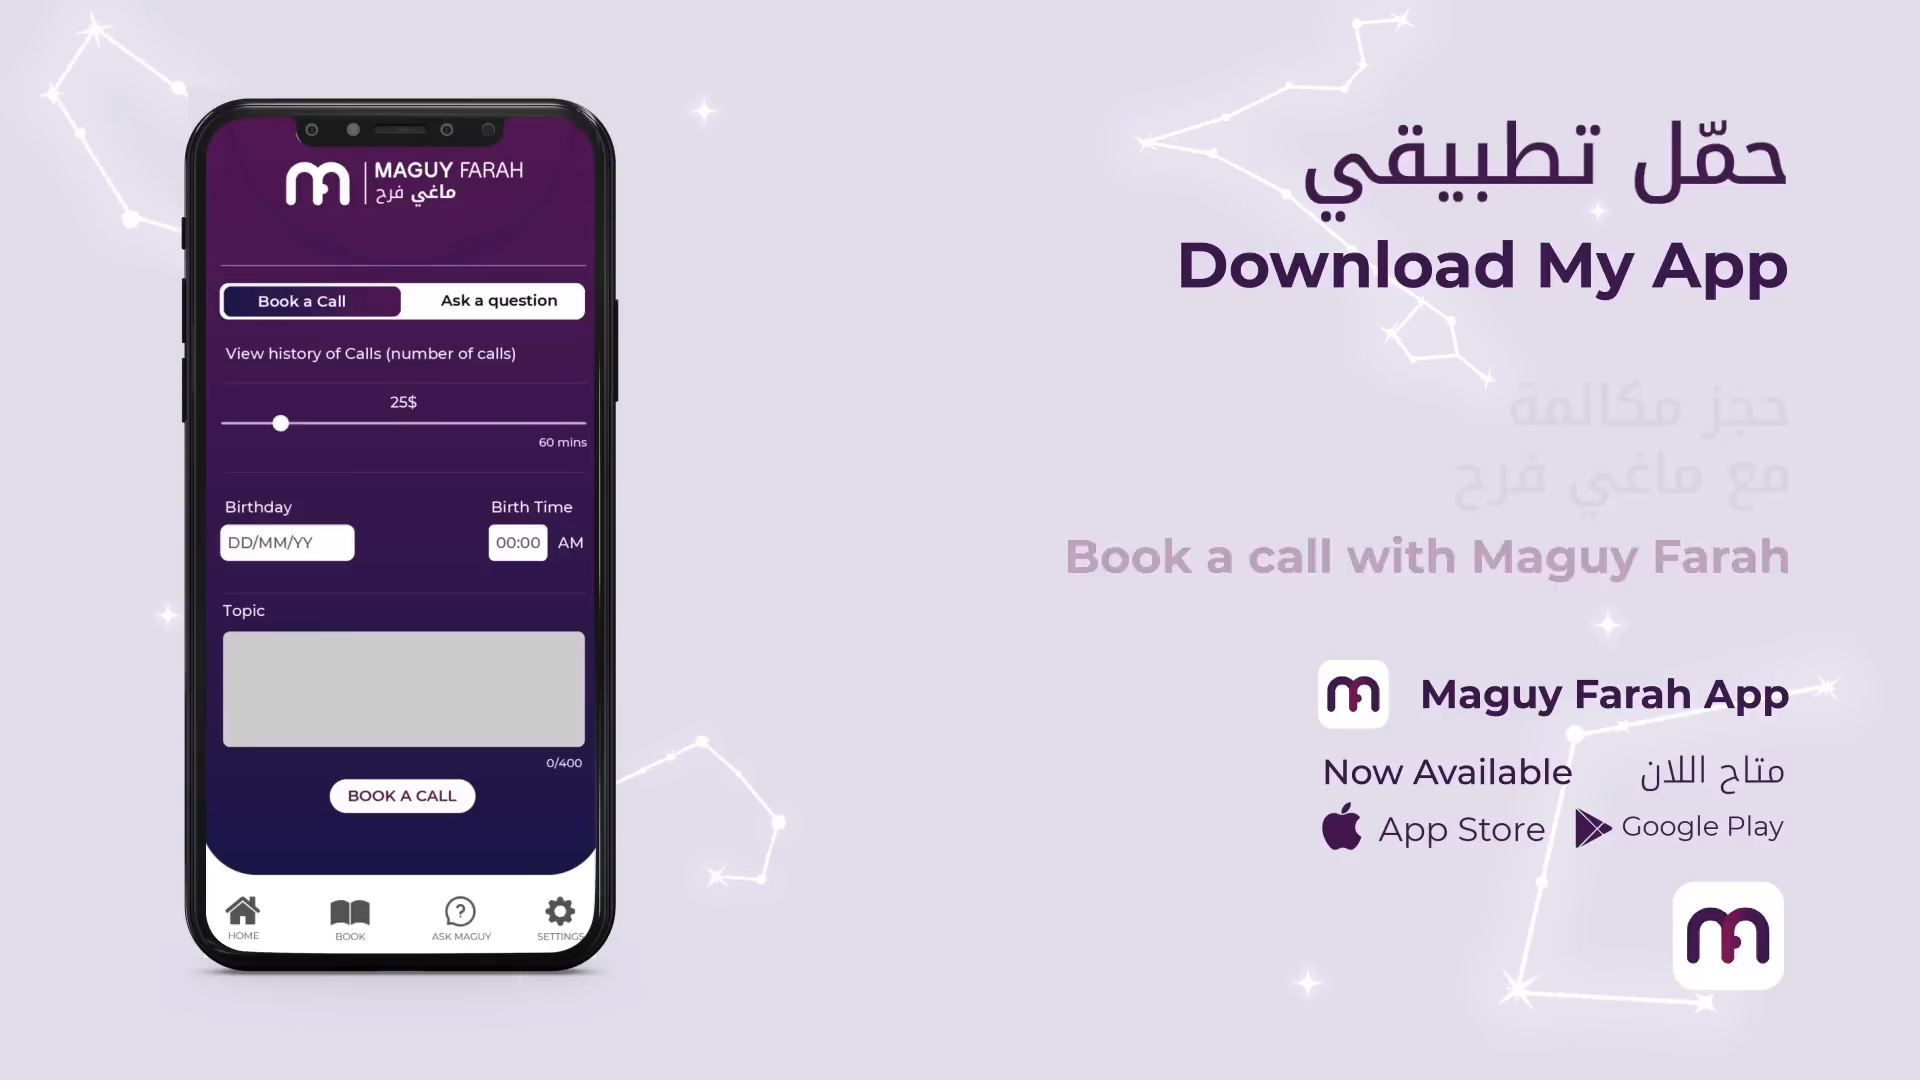 MAGUY FARAH
ماغي فرح
Book a Call
Ask a question
View history of Calls (number of calls)
25$
60 mins
Birthday
Birth Time
DD/MM/YY
00:00 AM
Topic
0/400
BOOK A CALL
HOME
BOOK
ASK MAGUY
SETTINGS
حمّل تطبيقي
Download My App
حجز مكالمة
مع ماغي فرح
Book a call with Maguy Farah
Maguy Farah App
Now Available
متاح اللان
App Store
Google Play